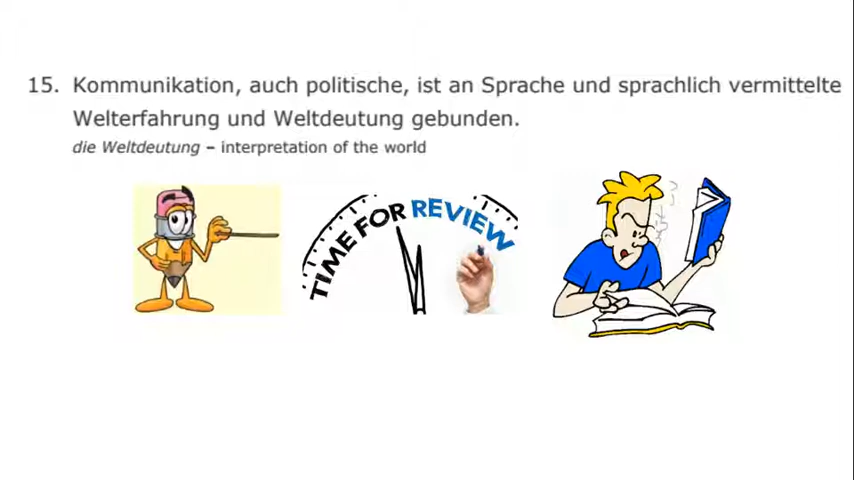 15. Kommunikation, auch politische, ist an Sprache und sprachlich vermittelte
Welterfahrung und Weltdeutung gebunden.
die Weltdeutung – interpretation of the world
TIME FOR REVIEW